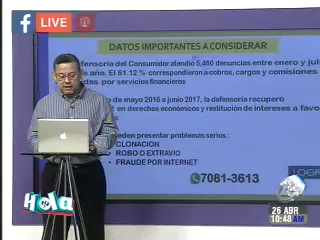 f LIVE
DATOS IMPORTANTES A CONSIDERAR
fensoría del Consumidor atendió 5,460 denuncias entre enero y juli
e año. El 61.12 % correspondieron a cobros, cargos y comisiones
das por servicios financieros
de mayo 2016 a junio 2017, la defensoría recuperó
en derechos económicos y restitución de intereses a favo
eden presentar problemas serios :
• CLONACION
• ROBO O EXTRAVIO
• FRAUDE POR INTERNET
7081-3613
Hola
26 ABR
10:48 AM